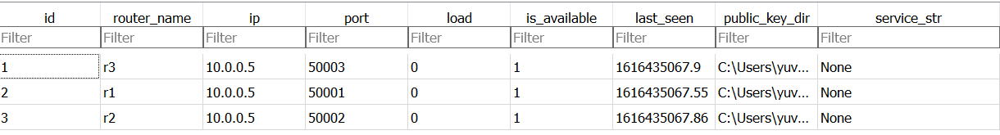 id router_name ip port load is_available last_seen public_key_dir service_str
Filter Filter Filter Filter Filter Filter Filter Filter Filter
1 r3 10.0.0.5 50003 0 1 1616435067.9 C:\Users\yuv... None
2 r1 10.0.0.5 50001 0 1 1616435067.55 C:\Users\yuv... None
3 r2 10.0.0.5 50002 0 1 1616435067.86 C:\Users\yuv... None